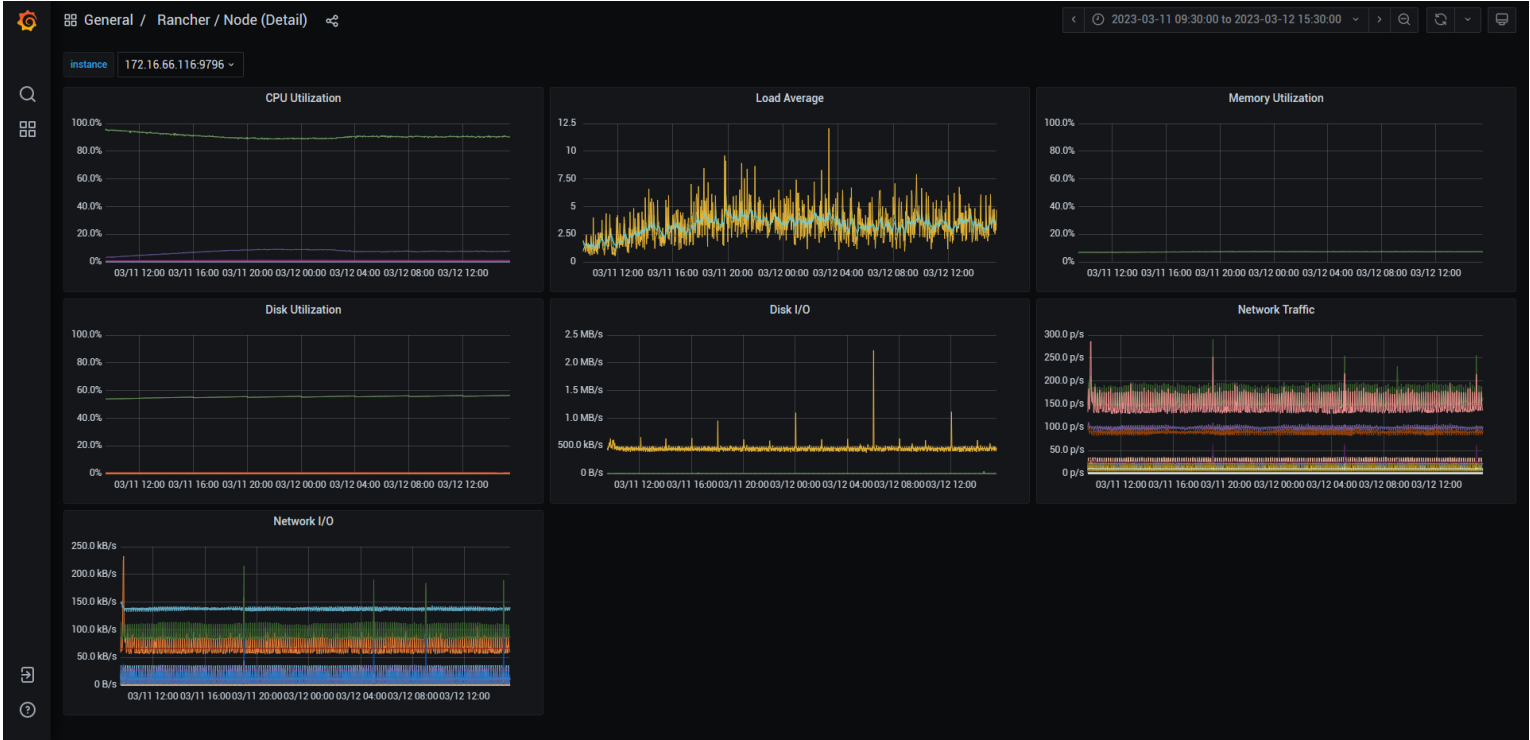 General / Rancher / Node (Detail)
2023-03-11 09:30:00 to 2023-03-12 15:30:00
instance 172.16.66.116:9796
CPU Utilization
100.0%
80.0%
60.0%
40.0%
20.0%
0%
03/11 12:00 03/11 16:00 03/11 20:00 03/12 00:00 03/12 04:00 03/12 08:00 03/12 12:00
Load Average
12.5
10
7.50
5
2.50
0
03/11 12:00 03/11 16:00 03/11 20:00 03/12 00:00 03/12 04:00 03/12 08:00 03/12 12:00
Memory Utilization
100.0%
80.0%
60.0%
40.0%
20.0%
0%
03/11 12:00 03/11 16:00 03/11 20:00 03/12 00:00 03/12 04:00 03/12 08:00 03/12 12:00
Disk Utilization
100.0%
80.0%
60.0%
40.0%
20.0%
0%
03/11 12:00 03/11 16:00 03/11 20:00 03/12 00:00 03/12 04:00 03/12 08:00 03/12 12:00
Disk I/O
2.5 MB/s
2.0 MB/s
1.5 MB/s
1.0 MB/s
500.0 kB/s
0 B/s
03/11 12:00 03/11 16:00 03/11 20:00 03/12 00:00 03/12 04:00 03/12 08:00 03/12 12:00
Network Traffic
300.0 p/s
250.0 p/s
200.0 p/s
150.0 p/s
100.0 p/s
50.0 p/s
0 p/s
03/11 12:00 03/11 16:00 03/11 20:00 03/12 00:00 03/12 04:00 03/12 08:00 03/12 12:00
Network I/O
250.0 kB/s
200.0 kB/s
150.0 kB/s
100.0 kB/s
50.0 kB/s
0 B/s
03/11 12:00 03/11 16:00 03/11 20:00 03/12 00:00 03/12 04:00 03/12 08:00 03/12 12:00